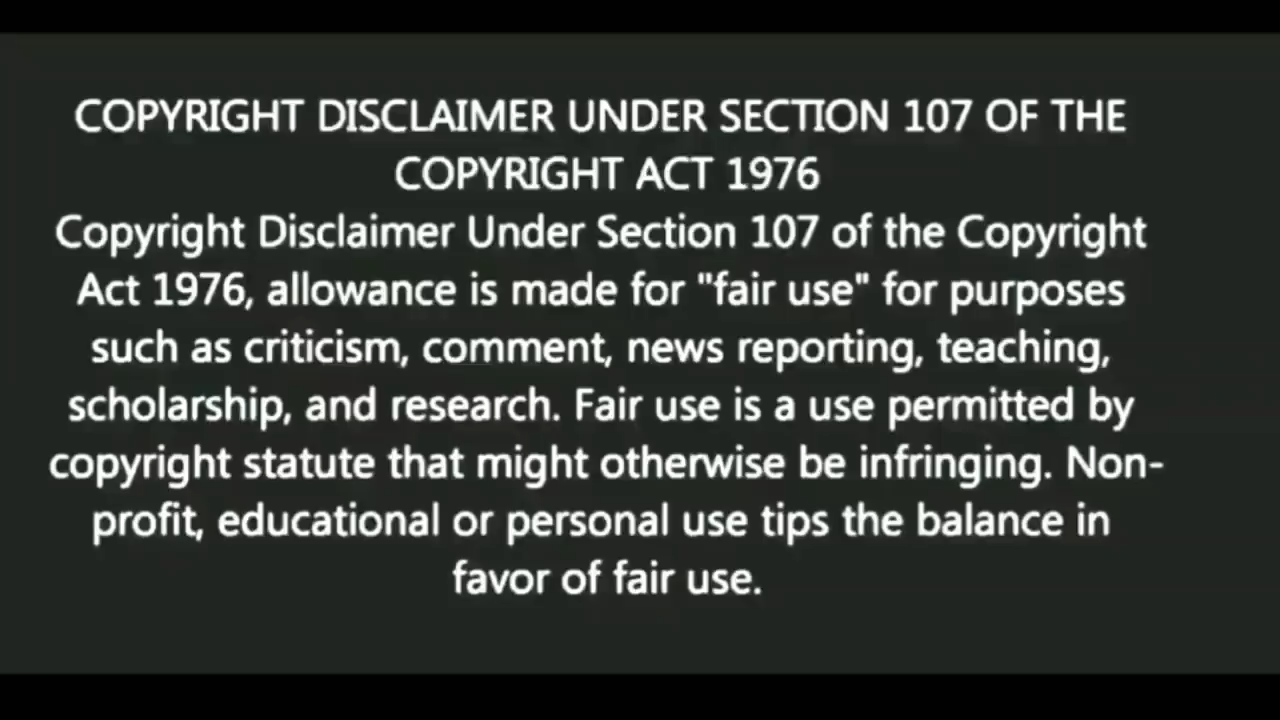 COPYRIGHT DISCLAIMER UNDER SECTION 107 OF THE
COPYRIGHT ACT 1976
Copyright Disclaimer Under Section 107 of the Copyright
Act 1976, allowance is made for "fair use" for purposes
such as criticism, comment, news reporting, teaching,
scholarship, and research. Fair use is a use permitted by
copyright statute that might otherwise be infringing. Non-
profit, educational or personal use tips the balance in
favor of fair use.